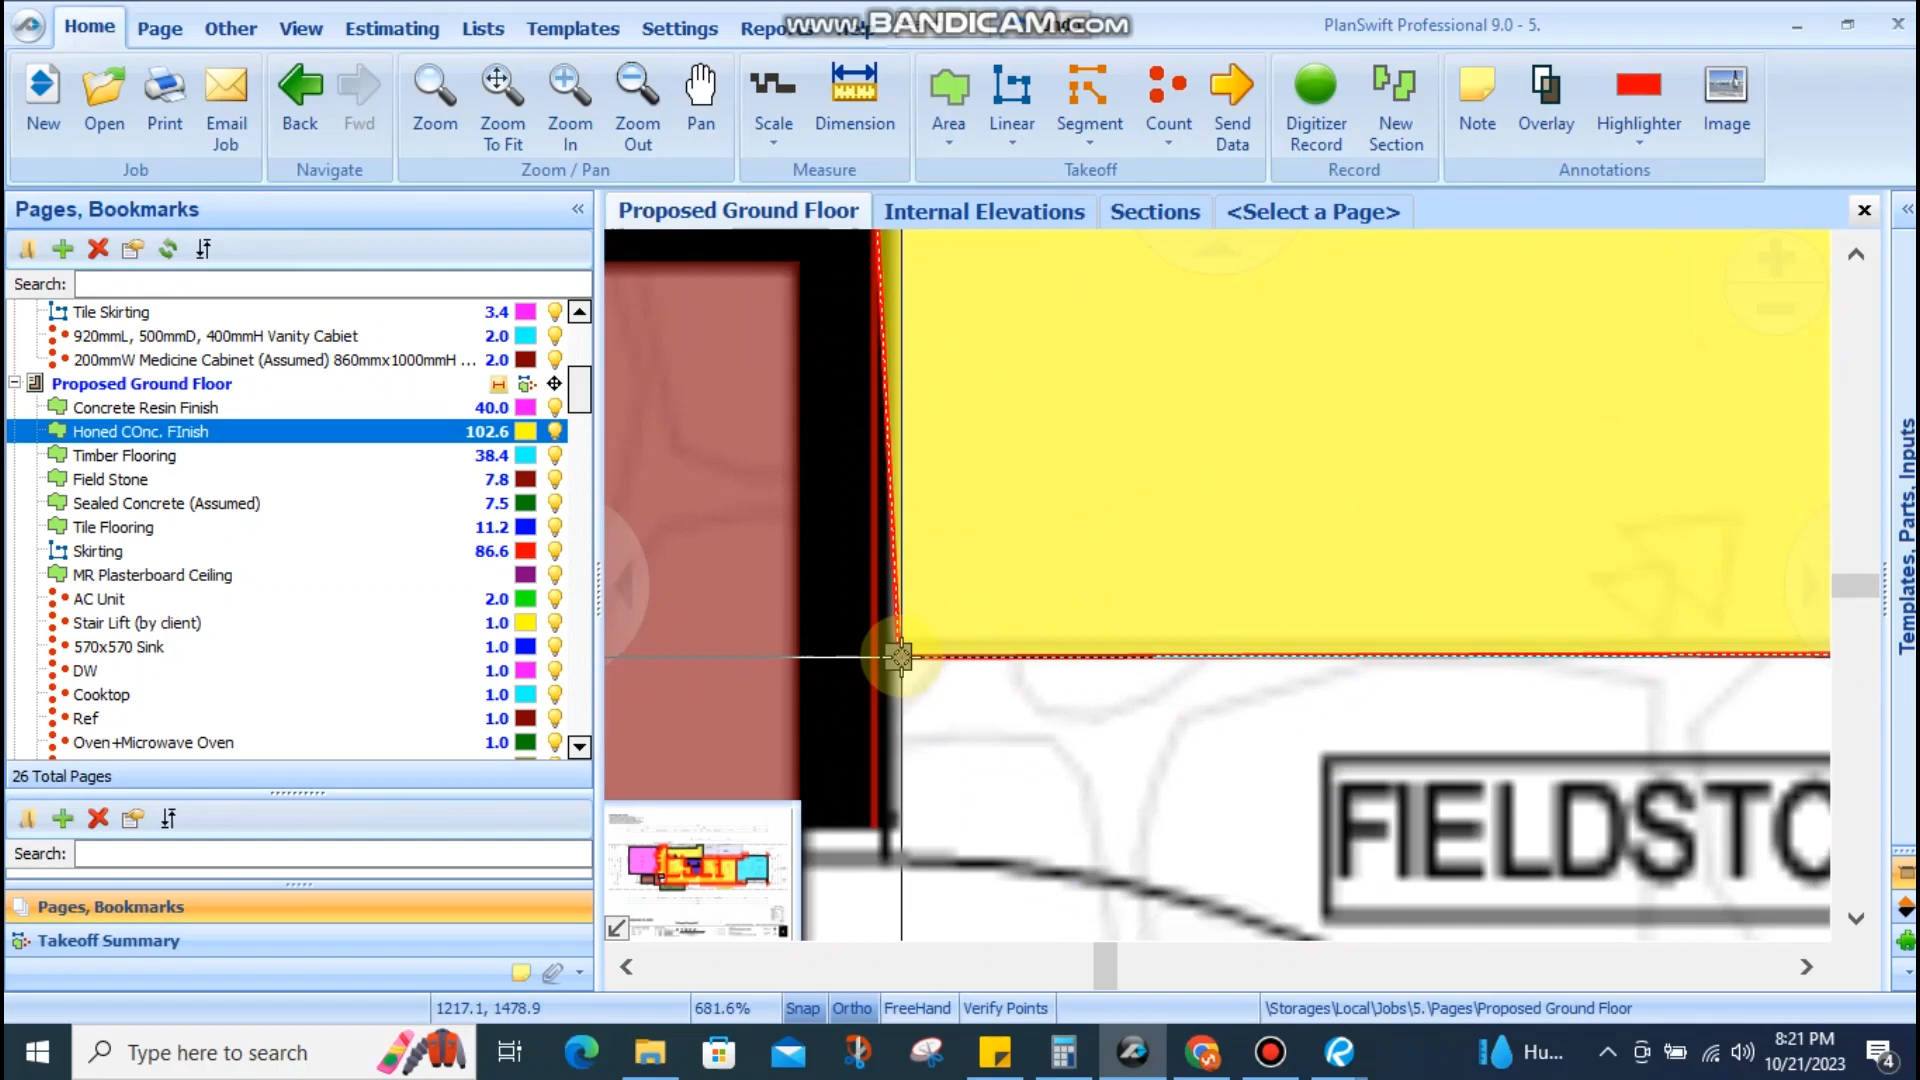 Home Page Other View Estimating Lists Templates Settings
www.BANDICAM.com
PlanSwift Professional 9.0 - 5.
New Open Print Email Job
Back Fwd
Zoom Zoom To Fit Zoom In Zoom Out Pan
Scale Dimension
Area Linear Segment Count Send Data
Digitizer Record New Section
Note Overlay Highlighter Image
Job Navigate Zoom / Pan Measure Takeoff Record Annotations
Pages, Bookmarks
Proposed Ground Floor Internal Elevations Sections <Select a Page>
Search:
Tile Skirting 3.4
920mmL, 500mmD, 400mmH Vanity Cabiet 2.0
200mmW Medicine Cabinet (Assumed) 860mmx1000mmH ... 2.0
Proposed Ground Floor
Concrete Resin Finish 40.0
Honed COnc. FInish 102.6
Timber Flooring 38.4
Field Stone 7.8
Sealed Concrete (Assumed) 7.5
Tile Flooring 11.2
Skirting 86.6
MR Plasterboard Ceiling
AC Unit 2.0
Stair Lift (by client) 1.0
570x570 Sink 1.0
DW 1.0
Cooktop 1.0
Ref 1.0
Oven+Microwave Oven 1.0
26 Total Pages
Search:
Pages, Bookmarks
Takeoff Summary
FIELDSTO
Templates, Parts, Inputs
1217.1, 1478.9 681.6% Snap Ortho FreeHand Verify Points \Storages\Local\Jobs\5.\Pages\Proposed Ground Floor
Type here to search
Hu...
8:21 PM
10/21/2023
4